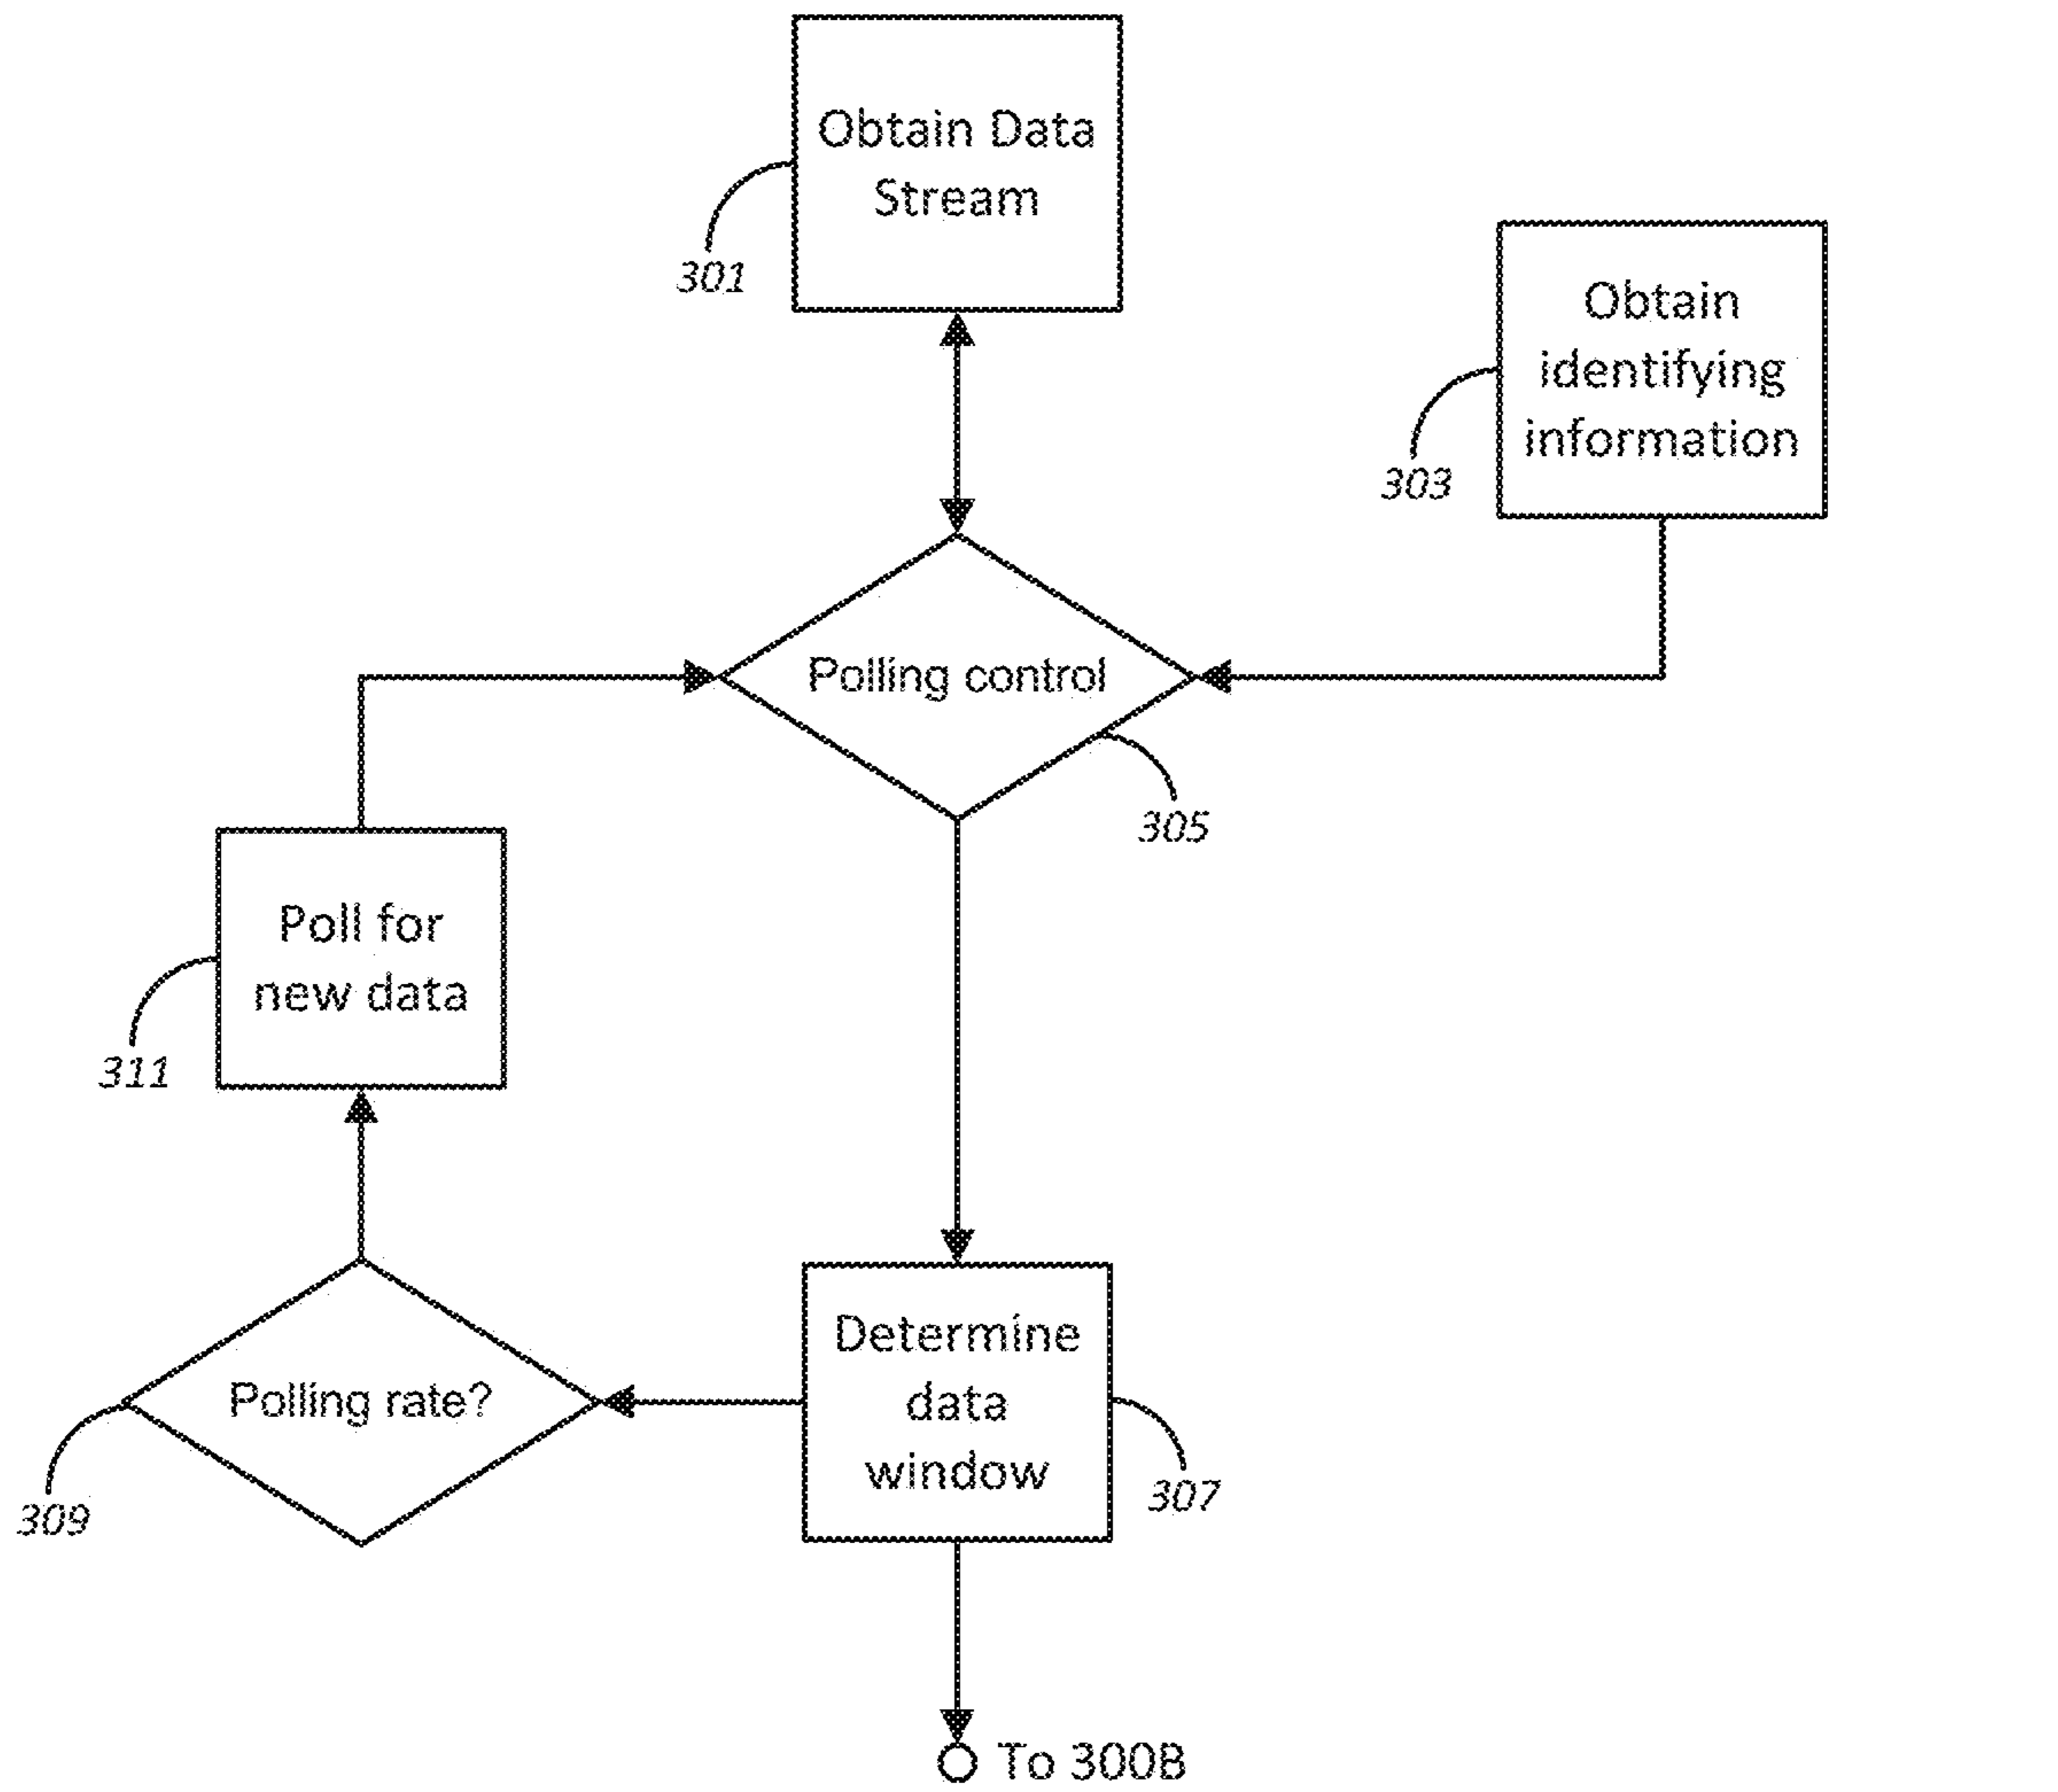 Obtain Data
Stream
301
Obtain
identifying
information
303
Polling control
305
Poll for
new data
311
Determine
data
window
307
Polling rate?
309
To 300B